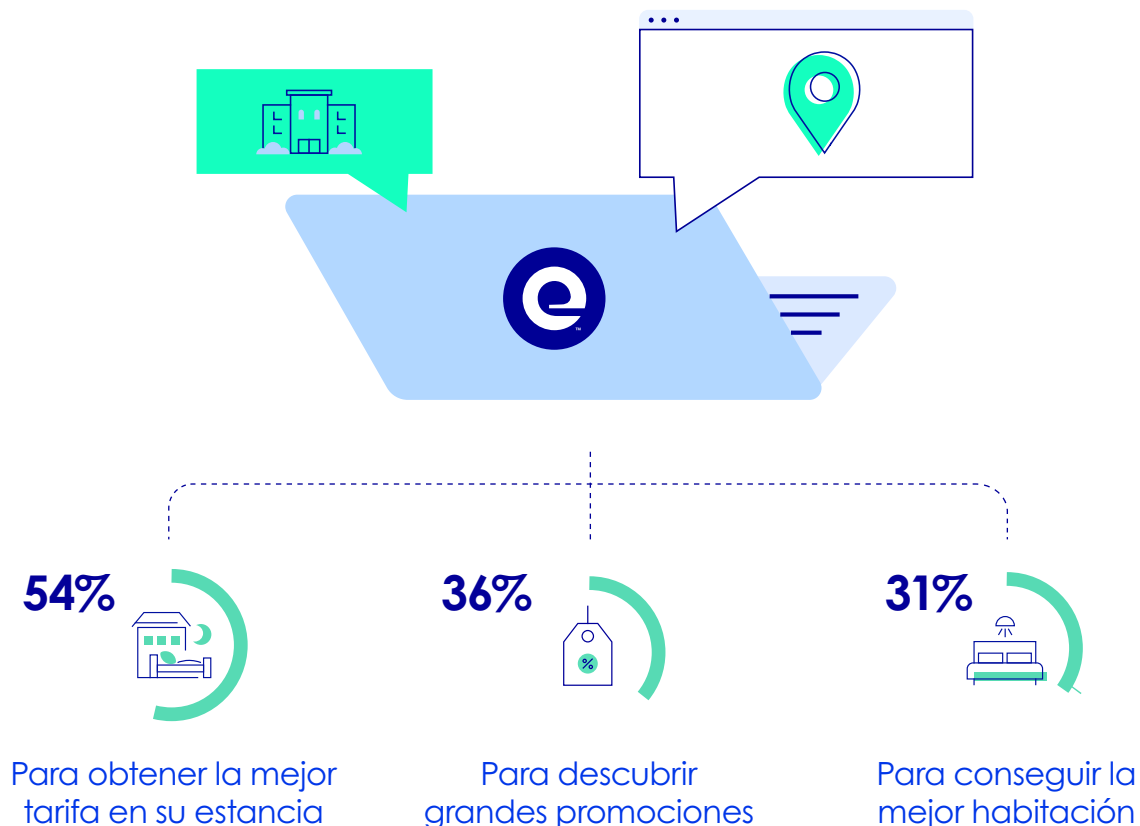 e
™
54%
36%
31%
%
Para obtener la mejor
tarifa en su estancia
Para descubrir
grandes promociones
Para conseguir la
mejor habitación